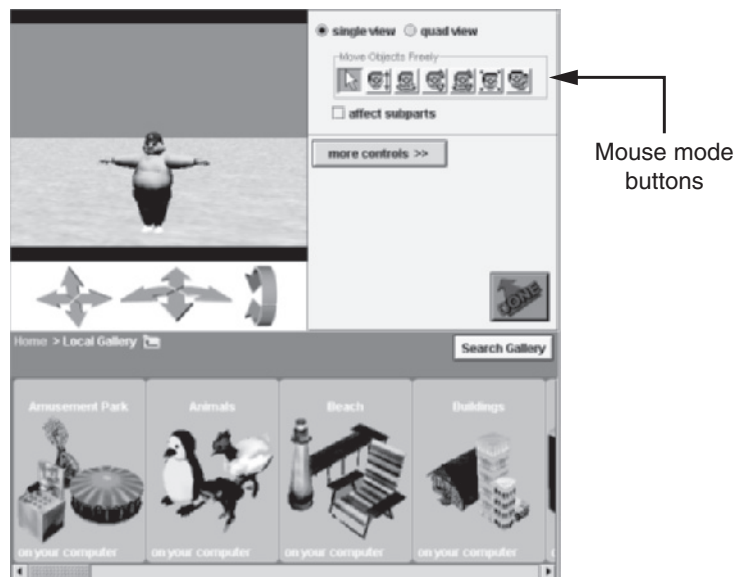 single view quad view
Move Objects Freely
affect subparts
more controls >>
Mouse mode
buttons
DONE
Home > Local Gallery
Search Gallery
Amusement Park Animals Beach Buildings
on your computer on your computer on your computer on your computer